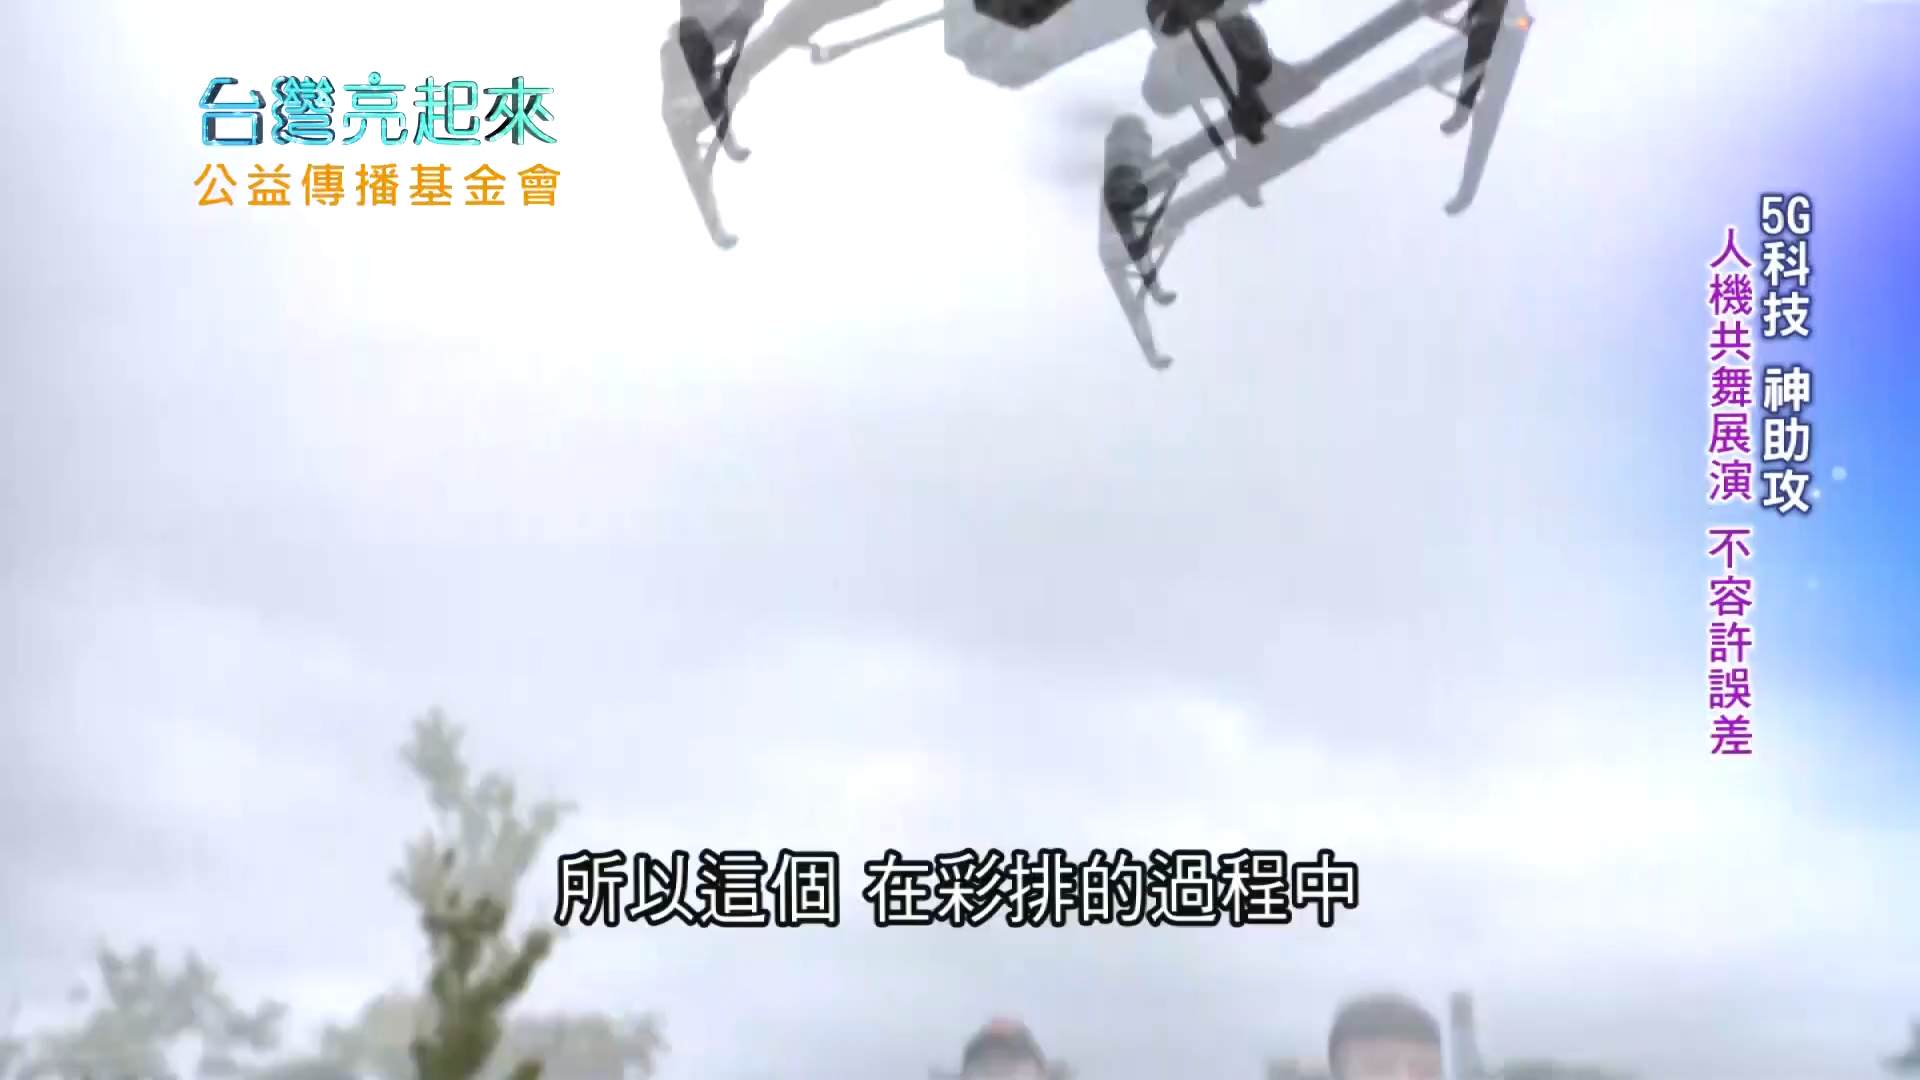 台灣亮起來
公益傳播基金會
5G科技 神助攻
人機共舞展演 不容許誤差
所以這個 在彩排的過程中